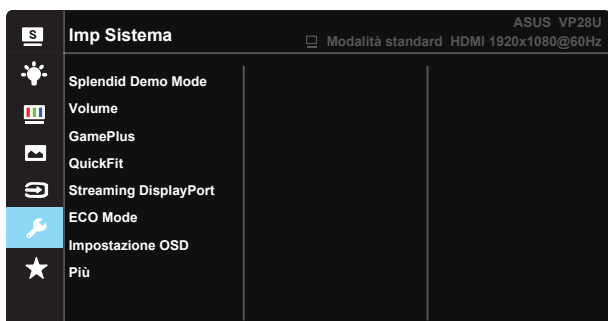 S
Imp Sistema
ASUS VP28U
Modalità standard HDMI 1920x1080@60Hz
Splendid Demo Mode
Volume
GamePlus
QuickFit
Streaming DisplayPort
ECO Mode
Impostazione OSD
Più